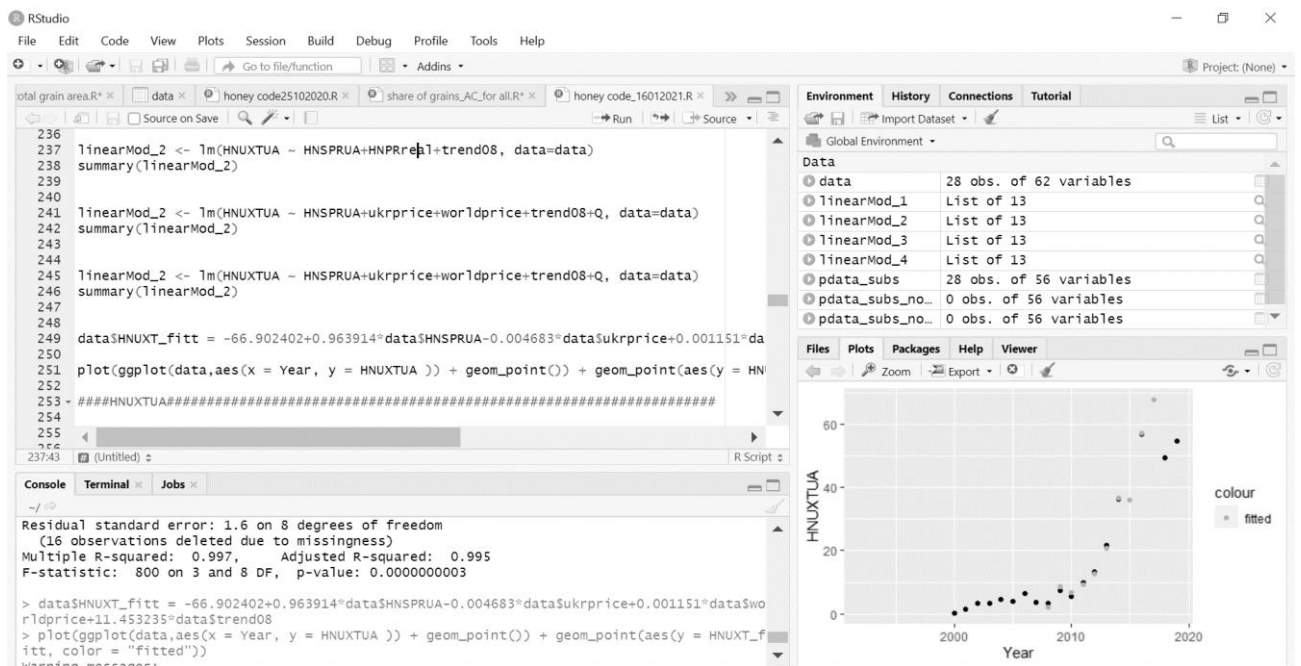 RStudio
File Edit Code View Plots Session Build Debug Profile Tools Help
Go to file/function Addins Project: (None)
otal grain area.R* data honey code25102020.R share of grains_AC_for all.R* honey code_16012021.R
Source on Save Run Source
236
237 linearMod_2 <- lm(HNUXTUA ~ HNSPRUA+HNPRreal+trend08, data=data)
238 summary(linearMod_2)
239
240
241 linearMod_2 <- lm(HNUXTUA ~ HNSPRUA+ukrprice+worldprice+trend08+Q, data=data)
242 summary(linearMod_2)
243
244
245 linearMod_2 <- lm(HNUXTUA ~ HNSPRUA+ukrprice+worldprice+trend08+Q, data=data)
246 summary(linearMod_2)
247
248
249 data$HNUXT_fitt = -66.902402+0.963914*data$HNSPRUA-0.004683*data$ukrprice+0.001151*da
250
251 plot(ggplot(data,aes(x = Year, y = HNUXTUA )) + geom_point()) + geom_point(aes(y = HNU
252
253 ####HNUXTUA####################################################################
254
255
237:43 (Untitled) R Script
Console Terminal Jobs
~/
Residual standard error: 1.6 on 8 degrees of freedom
(16 observations deleted due to missingness)
Multiple R-squared: 0.997, Adjusted R-squared: 0.995
F-statistic: 800 on 3 and 8 DF, p-value: 0.0000000003
> data$HNUXT_fitt = -66.902402+0.963914*data$HNSPRUA-0.004683*data$ukrprice+0.001151*data$wo
rldprice+11.453235*data$trend08
> plot(ggplot(data,aes(x = Year, y = HNUXTUA )) + geom_point()) + geom_point(aes(y = HNUXT_f
itt, color = "fitted"))
Warning messages:
Environment History Connections Tutorial
Import Dataset List
Global Environment
Data
data 28 obs. of 62 variables
linearMod_1 List of 13
linearMod_2 List of 13
linearMod_3 List of 13
linearMod_4 List of 13
pdata_subs 28 obs. of 56 variables
pdata_subs_no… 0 obs. of 56 variables
pdata_subs_no… 0 obs. of 56 variables
Files Plots Packages Help Viewer
Zoom Export
60
40
20
0
HNUXTUA
2000 2010 2020
Year
colour
fitted